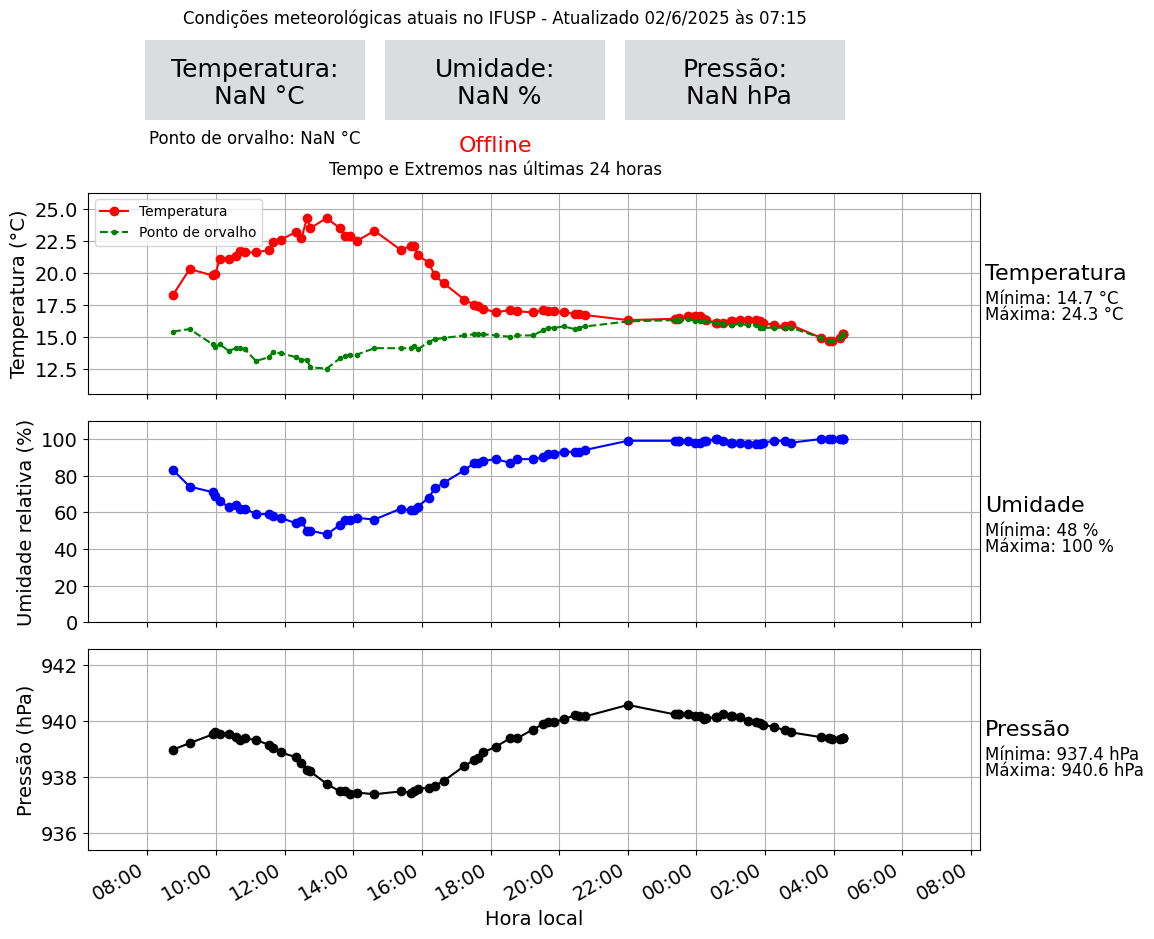 Condições meteorológicas atuais no IFUSP - Atualizado 02/6/2025 às 07:15
Temperatura:
NaN °C
Umidade:
NaN %
Pressão:
NaN hPa
Ponto de orvalho: NaN °C
Offline
Tempo e Extremos nas últimas 24 horas
Temperatura (°C)
25.0
22.5
20.0
17.5
15.0
12.5
Temperatura
Ponto de orvalho
Temperatura
Mínima: 14.7 °C
Máxima: 24.3 °C
Umidade relativa (%)
100
80
60
40
20
0
Umidade
Mínima: 48 %
Máxima: 100 %
Pressão (hPa)
942
940
938
936
Pressão
Mínima: 937.4 hPa
Máxima: 940.6 hPa
08:00 10:00 12:00 14:00 16:00 18:00 20:00 22:00 00:00 02:00 04:00 06:00 08:00
Hora local